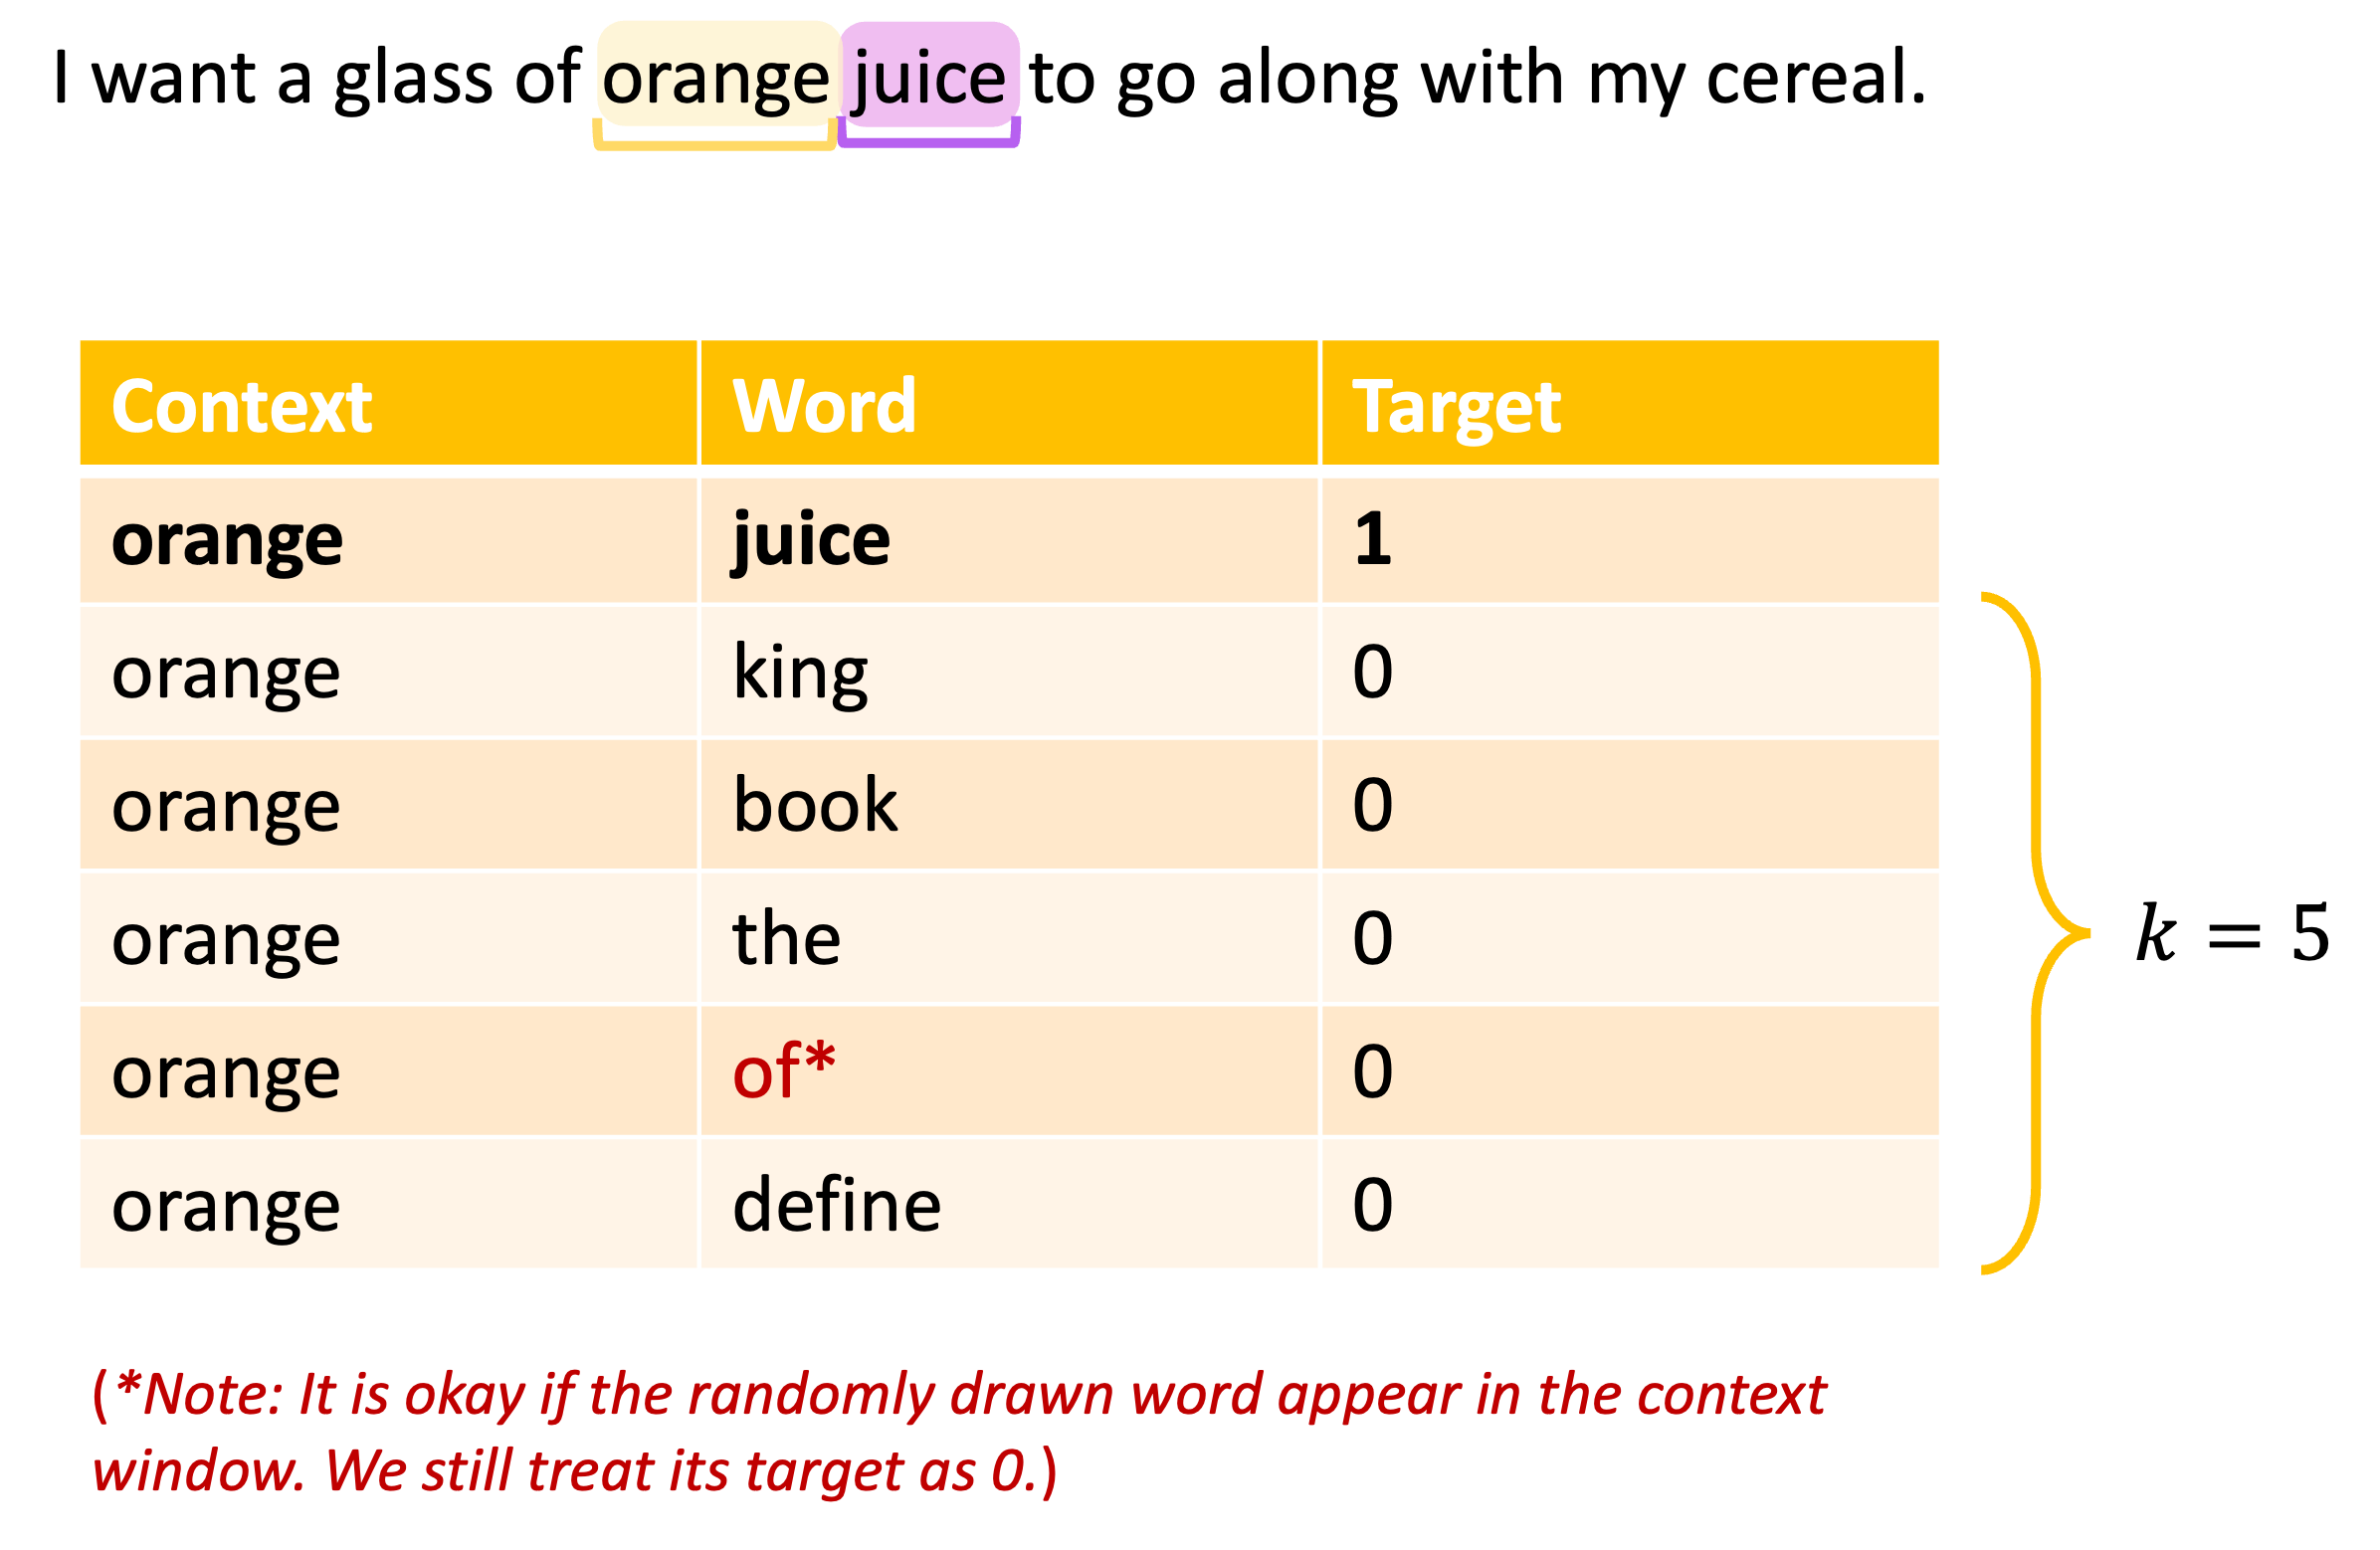 I want a glass of orange juice to go along with my cereal.
Context Word Target
orange juice 1
orange king 0
orange book 0
orange the 0
orange of* 0
orange define 0
k = 5
(*Note: It is okay if the randomly drawn word appear in the context
window. We still treat its target as 0.)